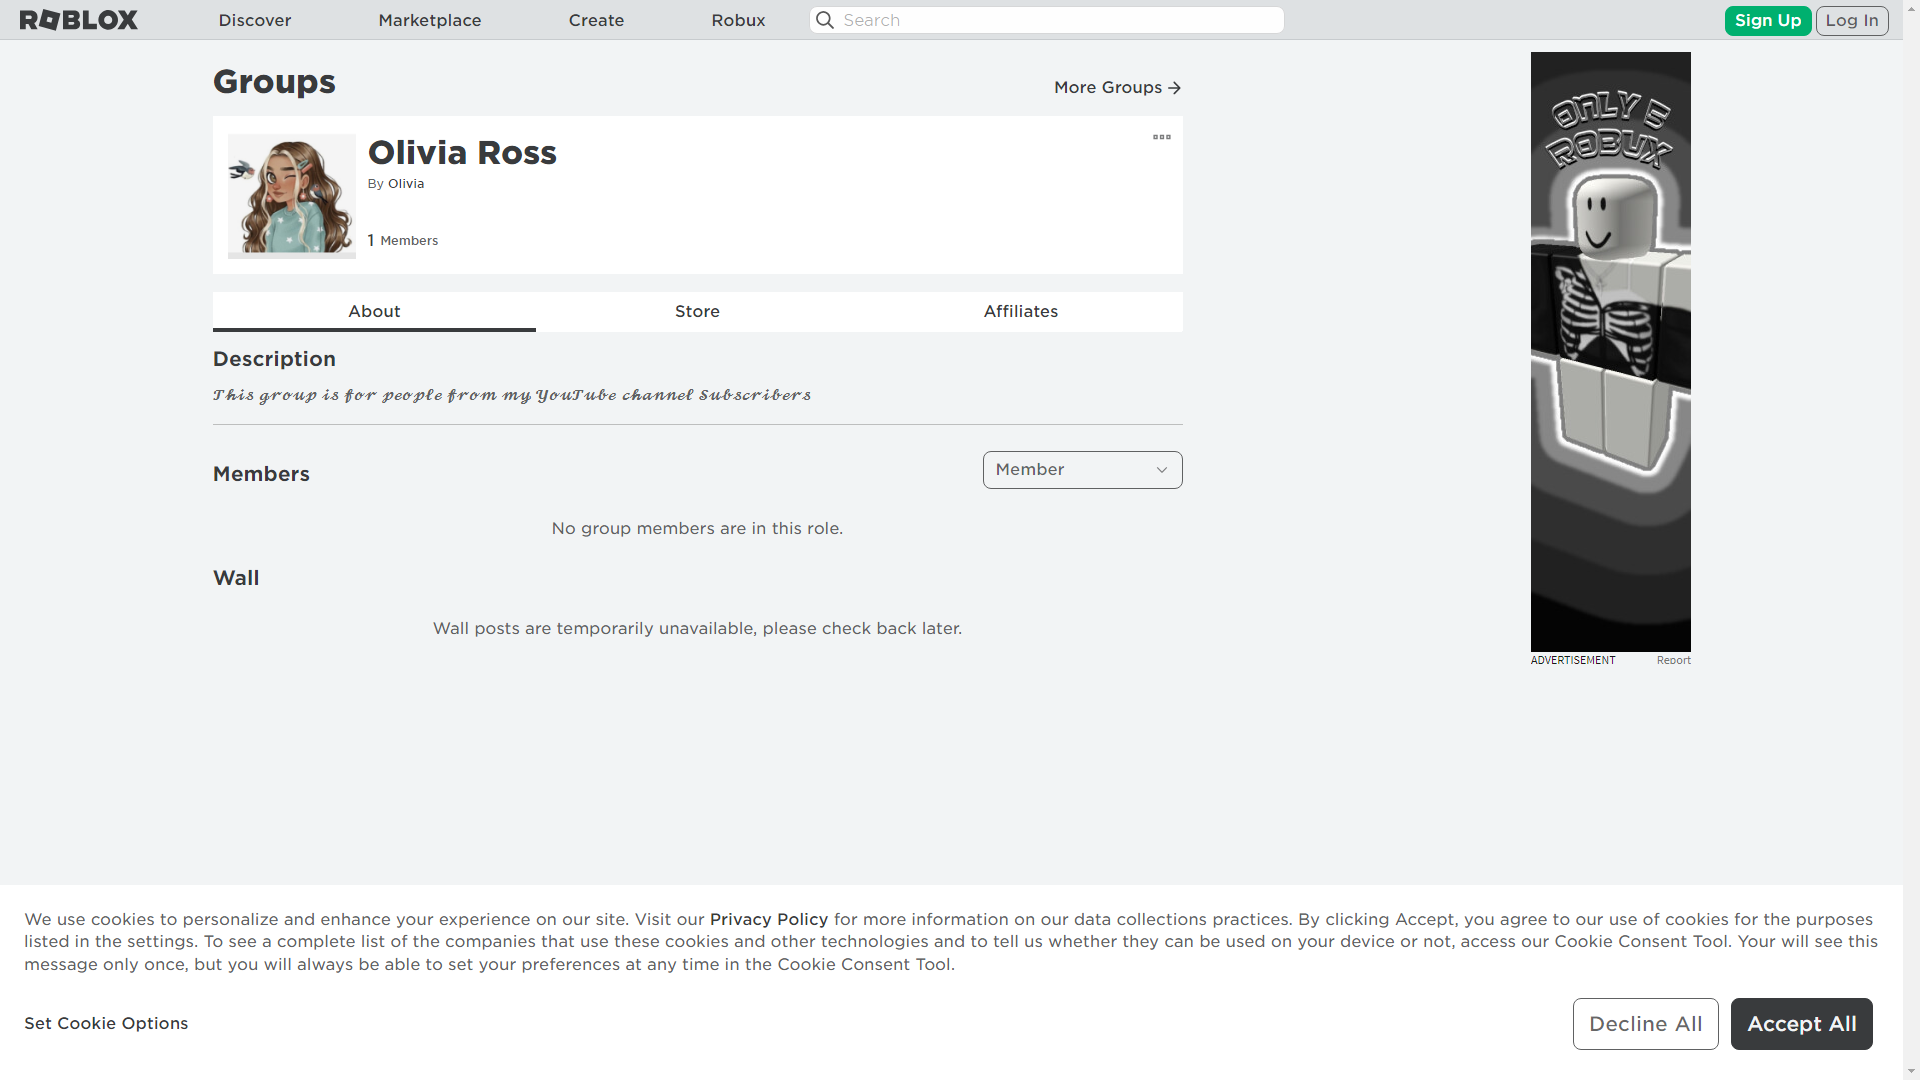 ROBLOX
Discover
Marketplace
Create
Robux
Search
Sign Up
Log In
Groups
More Groups
Olivia Ross
By Olivia
1 Members
About
Store
Affiliates
Description
𝓣𝓱𝓲𝓼 𝓰𝓻𝓸𝓾𝓹 𝓲𝓼 𝓯𝓸𝓻 𝓹𝓮𝓸𝓹𝓵𝓮 𝓯𝓻𝓸𝓶 𝓶𝔂 𝓨𝓸𝓾𝓣𝓾𝓫𝓮 𝓬𝓱𝓪𝓷𝓷𝓮𝓵 𝓢𝓾𝓫𝓼𝓬𝓻𝓲𝓫𝓮𝓻𝓼
Members
Member
No group members are in this role.
Wall
Wall posts are temporarily unavailable, please check back later.
ONLY 5
ROBUX
ADVERTISEMENT
Report
We use cookies to personalize and enhance your experience on our site. Visit our Privacy Policy for more information on our data collections practices. By clicking Accept, you agree to our use of cookies for the purposes
listed in the settings. To see a complete list of the companies that use these cookies and other technologies and to tell us whether they can be used on your device or not, access our Cookie Consent Tool. Your will see this
message only once, but you will always be able to set your preferences at any time in the Cookie Consent Tool.
Set Cookie Options
Decline All
Accept All